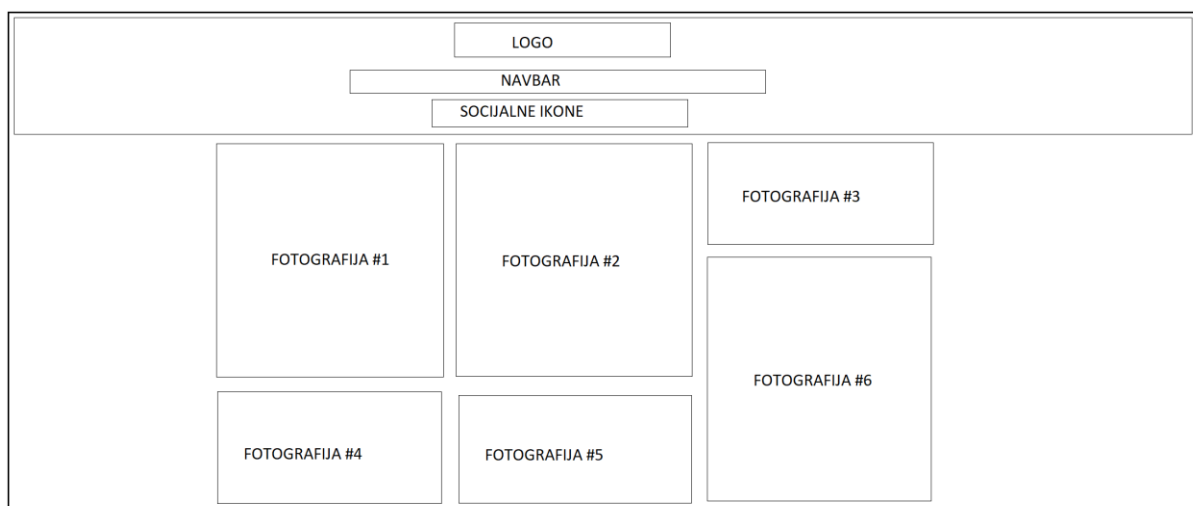 LOGO
NAVBAR
SOCIJALNE IKONE
FOTOGRAFIJA #1
FOTOGRAFIJA #2
FOTOGRAFIJA #3
FOTOGRAFIJA #4
FOTOGRAFIJA #5
FOTOGRAFIJA #6